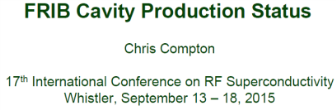 FRIB Cavity Production Status
Chris Compton
17th International Conference on RF Superconductivity
Whistler, September 13 – 18, 2015